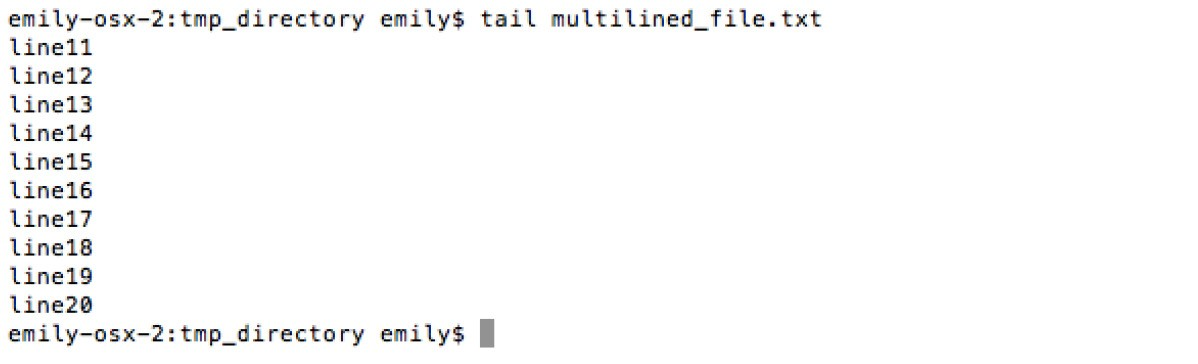 emily-osx-2:tmp_directory emily$ tail multilined_file.txt
line11
line12
line13
line14
line15
line16
line17
line18
line19
line20
emily-osx-2:tmp_directory emily$